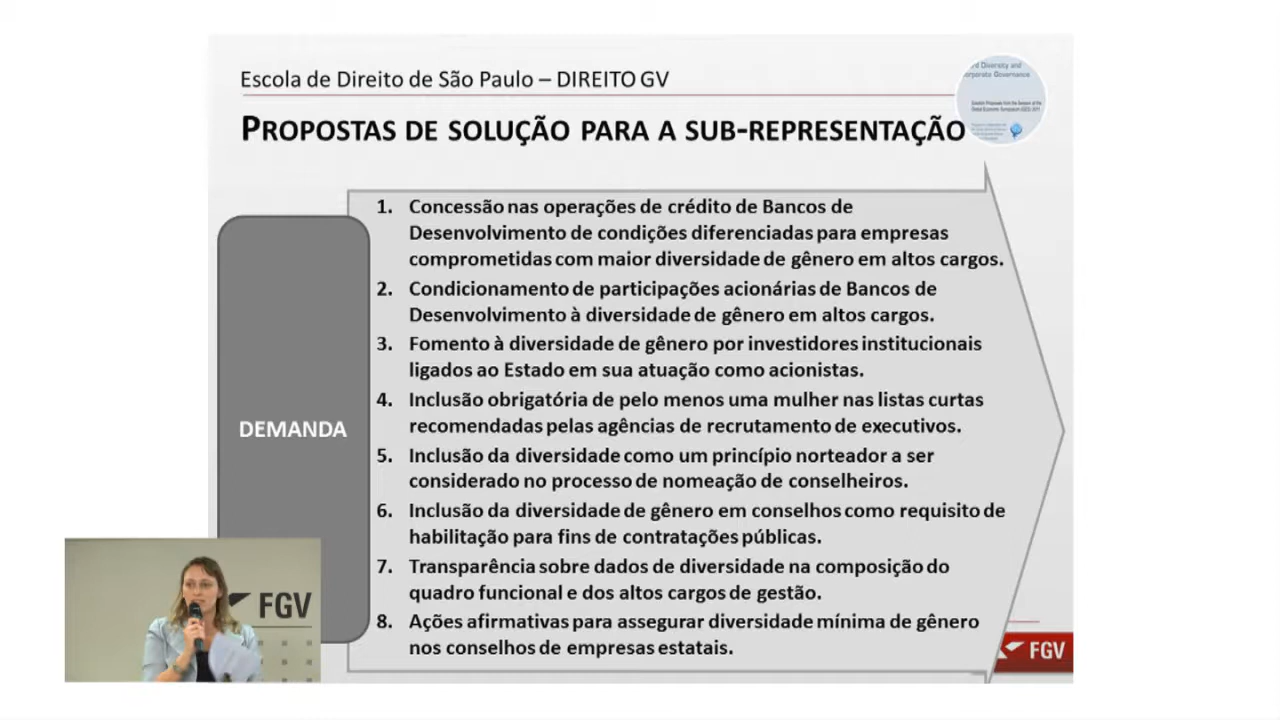 Escola de Direito de São Paulo – DIREITO GV
PROPOSTAS DE SOLUÇÃO PARA A SUB-REPRESENTAÇÃO
rd Diversity and
orporate Governance
DEMANDA
1. Concessão nas operações de crédito de Bancos de
Desenvolvimento de condições diferenciadas para empresas
comprometidas com maior diversidade de gênero em altos cargos.
2. Condicionamento de participações acionárias de Bancos de
Desenvolvimento à diversidade de gênero em altos cargos.
3. Fomento à diversidade de gênero por investidores institucionais
ligados ao Estado em sua atuação como acionistas.
4. Inclusão obrigatória de pelo menos uma mulher nas listas curtas
recomendadas pelas agências de recrutamento de executivos.
5. Inclusão da diversidade como um princípio norteador a ser
considerado no processo de nomeação de conselheiros.
6. Inclusão da diversidade de gênero em conselhos como requisito de
habilitação para fins de contratações públicas.
7. Transparência sobre dados de diversidade na composição do
quadro funcional e dos altos cargos de gestão.
8. Ações afirmativas para assegurar diversidade mínima de gênero
nos conselhos de empresas estatais.
FGV
FGV